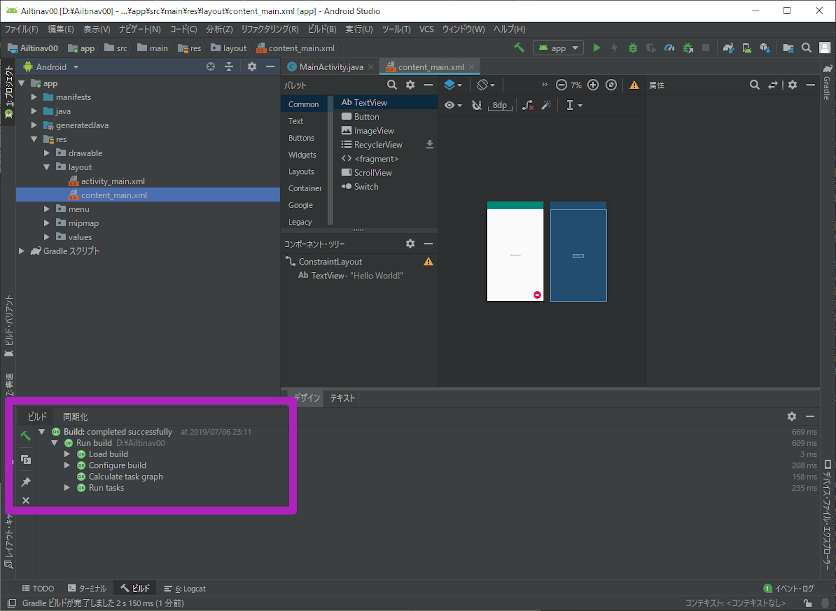 Ailtinav00 [D:¥Ailtinav00] - ...¥app¥src¥main¥res¥layout¥content_main.xml [app] - Android Studio
ファイル(F) 編集(E) 表示(V) ナビゲート(N) コード(C) 分析(Z) リファクタリング(R) ビルド(B) 実行(U) ツール(T) VCS ウィンドウ(W) ヘルプ(H)
Ailtinav00 app src main res layout content_main.xml app
1: プロジェクト
Android
MainActivity.java content_main.xml
Gradle
app
manifests
java
generatedJava
res
drawable
layout
activity_main.xml
content_main.xml
menu
mipmap
values
Gradle スクリプト
パレット
Common
Text
Buttons
Widgets
Layouts
Container
Google
Legacy
Ab TextView
Button
ImageView
RecyclerView
<> <fragment>
ScrollView
Switch
コンポーネント・ツリー
ConstraintLayout
Ab TextView- "Hello World!"
» 7%
8dp
属性
デザイン テキスト
ビルド・バリアント
ビルド 同期化
Build: completed successfully at 2019/07/06 23:11 669 ms
Run build D:¥Ailtinav00 609 ms
Load build 3 ms
Configure build 208 ms
Calculate task graph 158 ms
Run tasks 235 ms
デバイス・ファイル・エクスプローラー
TODO ターミナル ビルド 6: Logcat 1 イベント・ログ
Gradle ビルドが完了しました 2 s 150 ms (1 分前) コンテキスト: <コンテキストなし>